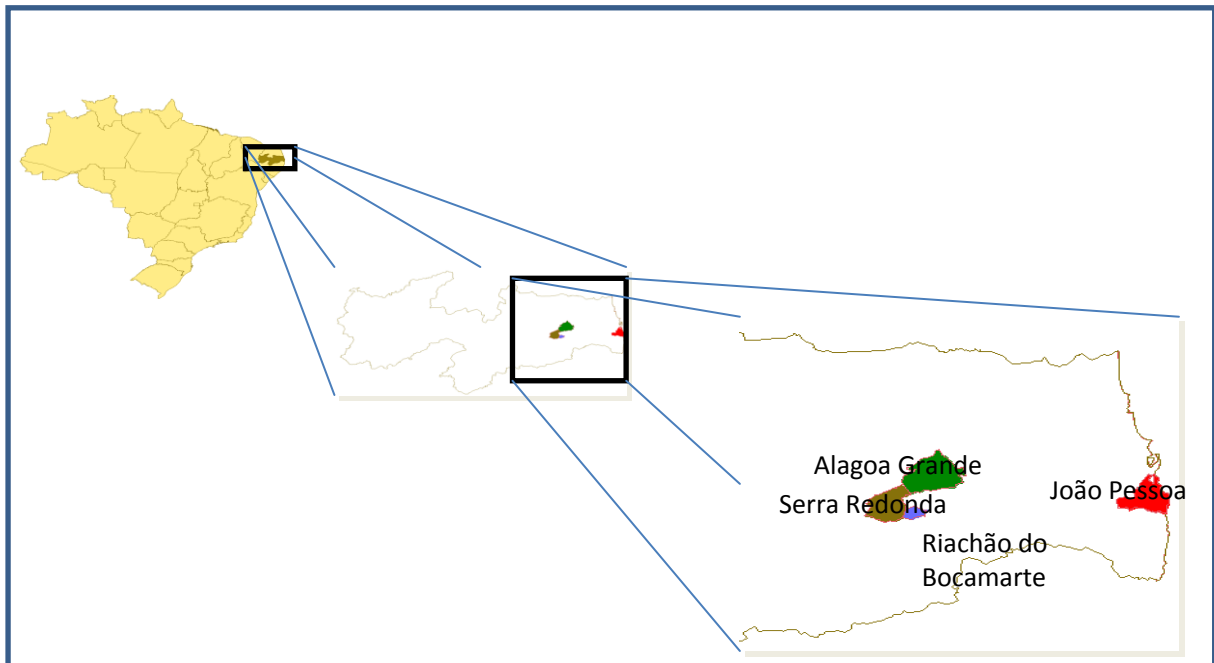 Alagoa Grande
Serra Redonda
João Pessoa
Riachão do
Bocamarte